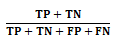 TP + TN
TP + TN + FP + FN